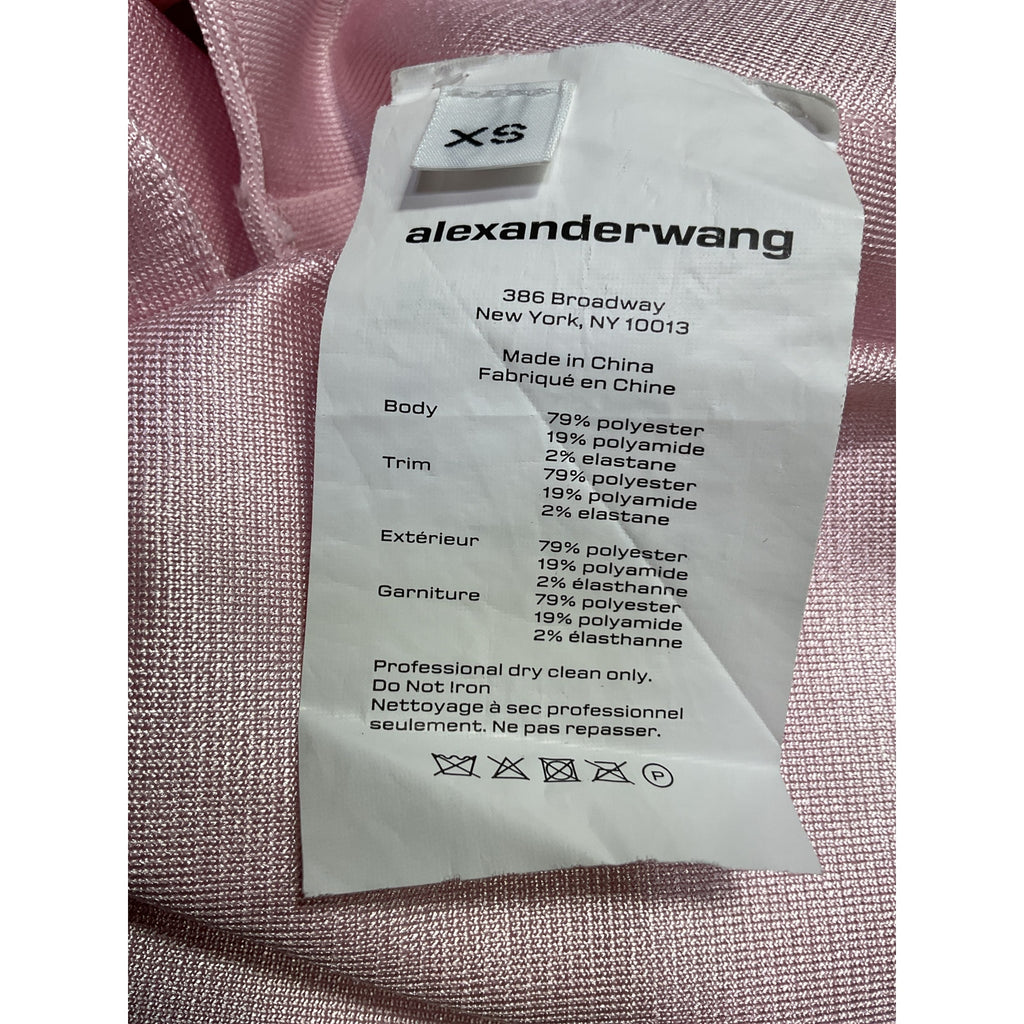 XS
alexanderwang
386 Broadway
New York, NY 10013
Made in China
Fabriqué en Chine
Body 79% polyester
19% polyamide
2% elastane
Trim 79% polyester
19% polyamide
2% elastane
Extérieur 79% polyester
19% polyamide
2% élasthanne
Garniture 79% polyester
19% polyamide
2% élasthanne
Professional dry clean only.
Do Not Iron
Nettoyage à sec professionnel
seulement. Ne pas repasser.
P